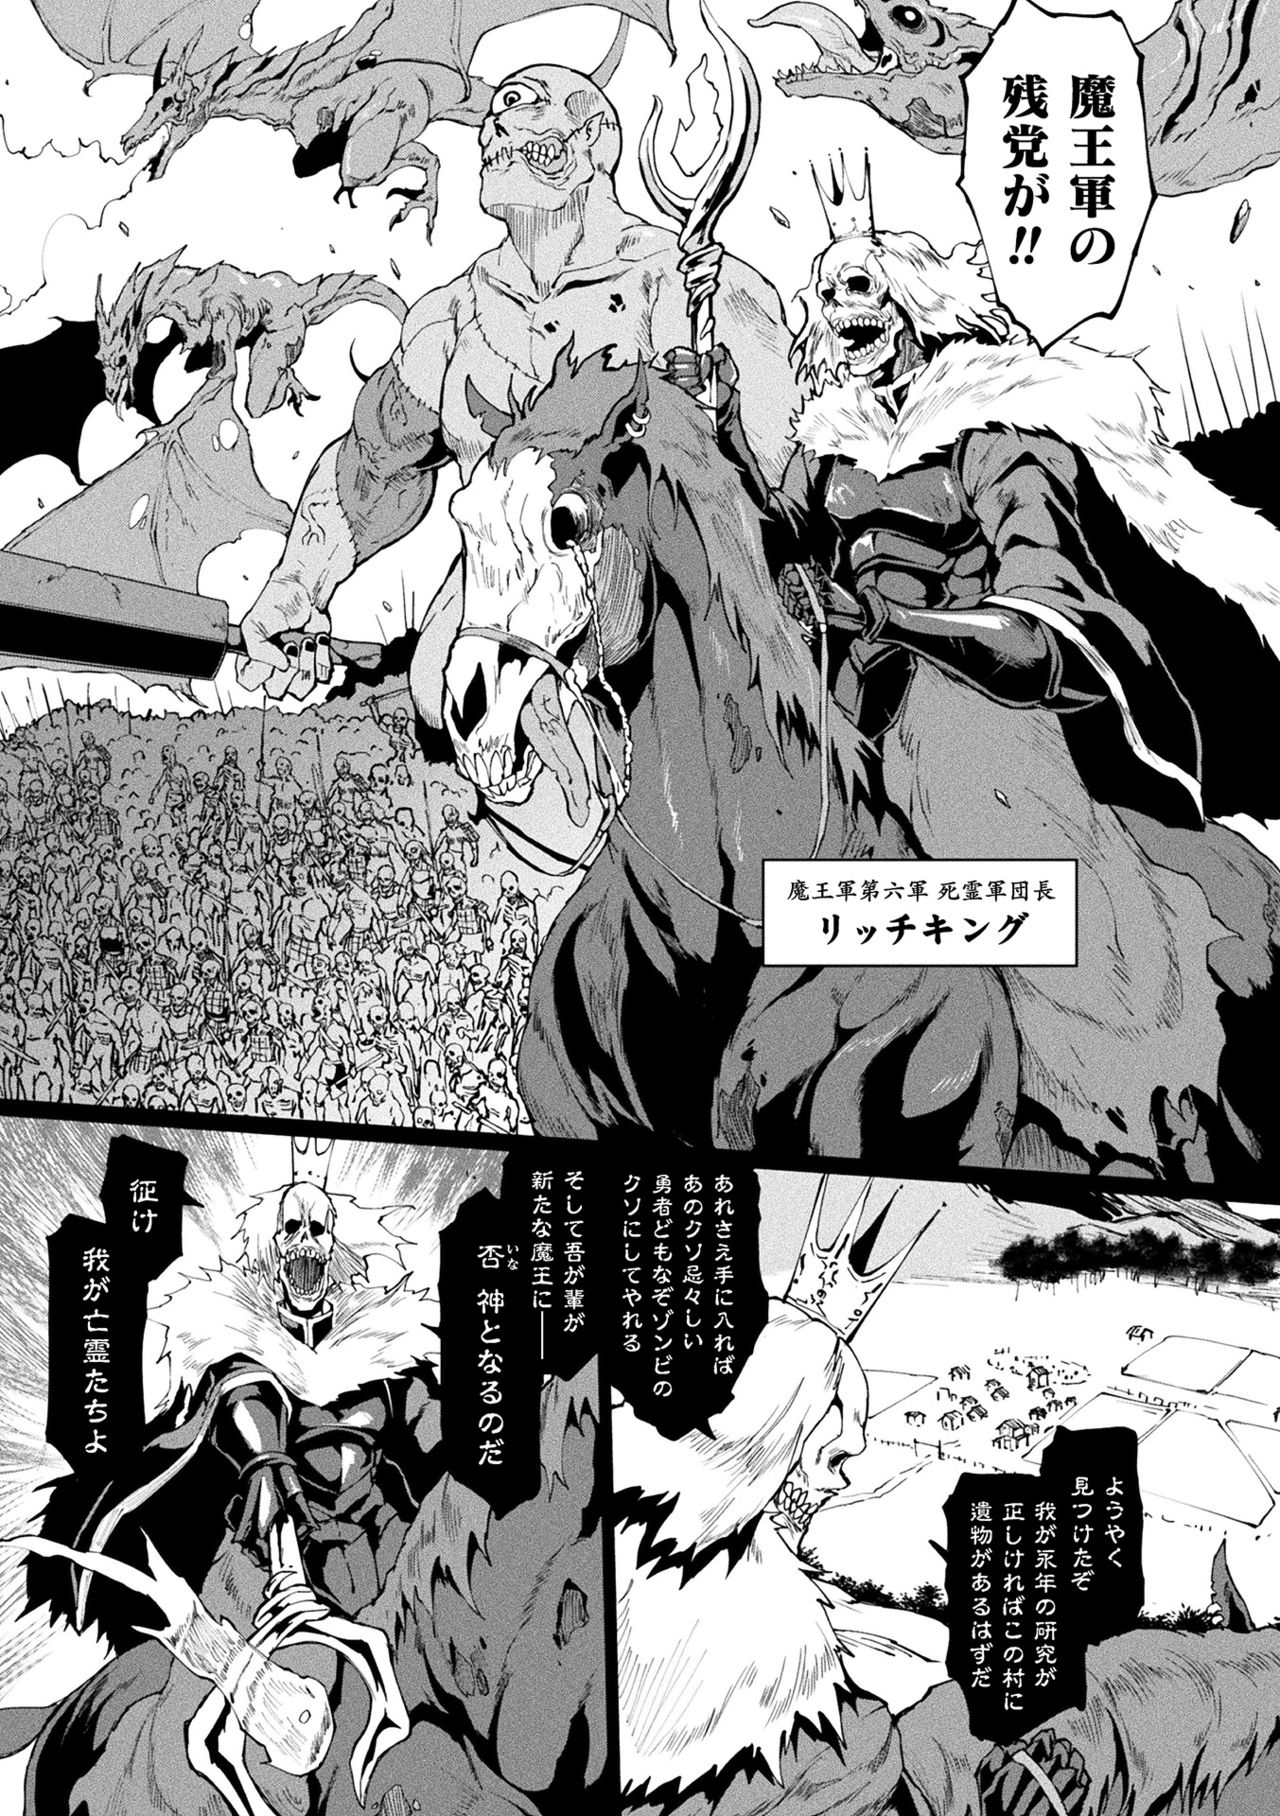 魔王軍の
残党が!!
魔王軍第六軍 死霊軍団長
リッチキング
ようやく
見つけたぞ
我が永年の研究が
正しければこの村に
遺物があるはずだ
あれさえ手に入れば
あのクソ忌々しい
勇者どももなぞゾンビの
クソにしてやれる
そして吾が輩が
新たな魔王に――
否 神となるのだ
いな
征け
我が亡霊たちよ